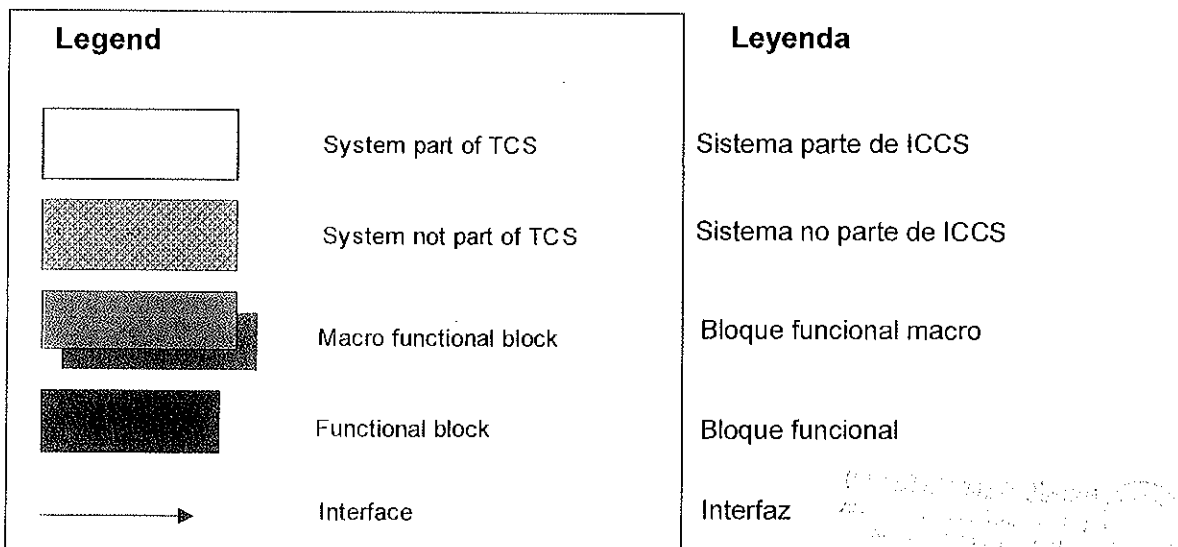 Legend Leyenda
System part of TCS Sistema parte de ICCS
System not part of TCS Sistema no parte de ICCS
Macro functional block Bloque funcional macro
Functional block Bloque funcional
Interface Interfaz